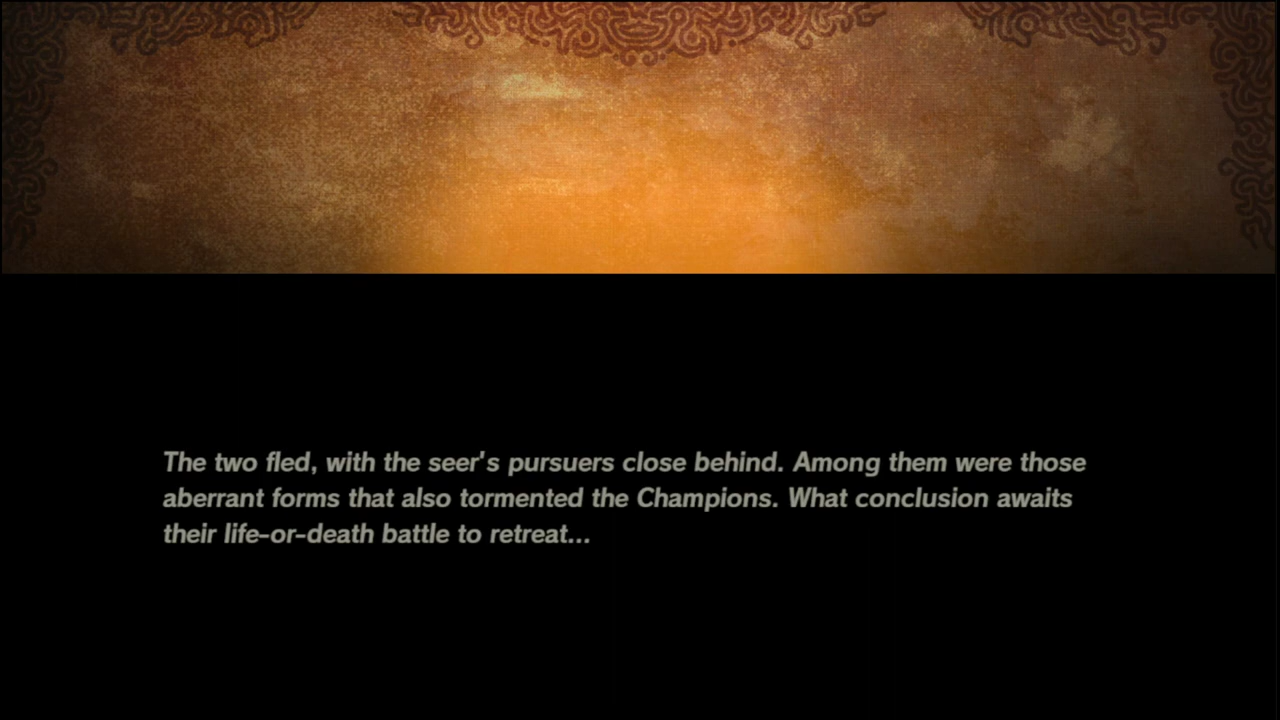 The two fled, with the seer's pursuers close behind. Among them were those
aberrant forms that also tormented the Champions. What conclusion awaits
their life-or-death battle to retreat...